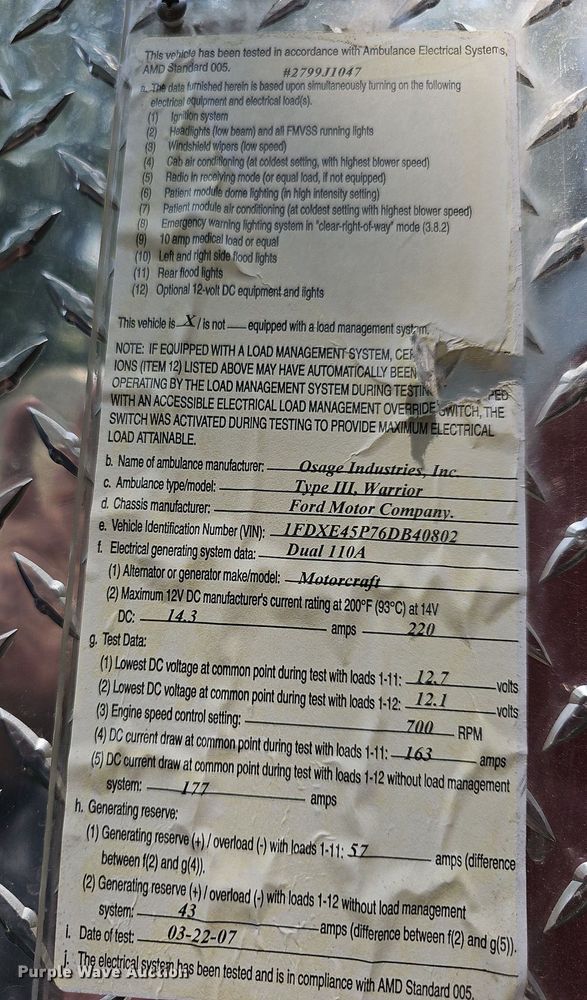 This vehicle has been tested in accordance with Ambulance Electrical Systems,
AMD Standard 005. #2799J1047
a. The data furnished herein is based upon simultaneously turning on the following
electrical equipment and electrical load(s).
(1) Ignition system
(2) Headlights (low beam) and all FMVSS running lights
(3) Windshield wipers (low speed)
(4) Cab air conditioning (at coldest setting, with highest blower speed)
(5) Radio in receiving mode (or equal load, if not equipped)
(6) Patient module dome lighting (in high intensity setting)
(7) Patient module air conditioning (at coldest setting with highest blower speed)
(8) Emergency warning lighting system in "clear-right-of-way" mode (3.8.2)
(9) 10 amp medical load or equal
(10) Left and right side flood lights
(11) Rear flood lights
(12) Optional 12-volt DC equipment and lights
This vehicle is X / is not ___ equipped with a load management system.
NOTE: IF EQUIPPED WITH A LOAD MANAGEMENT SYSTEM,
IONS (ITEM 12) LISTED ABOVE MAY HAVE AUTOMATICALLY BEEN
OPERATING BY THE LOAD MANAGEMENT SYSTEM DURING
WITH AN ACCESSIBLE ELECTRICAL LOAD MANAGEMENT OVERRIDE SWITCH, THE
SWITCH WAS ACTIVATED DURING TESTING TO PROVIDE MAXIMUM ELECTRICAL
LOAD ATTAINABLE.
b. Name of ambulance manufacturer: Osage Industries, Inc
c. Ambulance type/model: Type III, Warrior
d. Chassis manufacturer: Ford Motor Company.
e. Vehicle Identification Number (VIN): 1FDXE45P76DB40802
f. Electrical generating system data: Dual 110A
(1) Alternator or generator make/model: Motorcraft
(2) Maximum 12V DC manufacturer's current rating at 200°F (93°C) at 14V
DC: 14.3 amps 220
g. Test Data:
(1) Lowest DC voltage at common point during test with loads 1-11: 12.7 volts
(2) Lowest DC voltage at common point during test with loads 1-12: 12.1 volts
(3) Engine speed control setting: 700 RPM
(4) DC current draw at common point during test with loads 1-11: 163 amps
(5) DC current draw at common point during test with loads 1-12 without load management
system: 177 amps
h. Generating reserve:
(1) Generating reserve (+) / overload (-) with loads 1-11: 57 amps (difference
between f(2) and g(4)).
(2) Generating reserve (+) / overload (-) with loads 1-12 without load management
system: 43 amps (difference between f(2) and g(5)).
i. Date of test: 03-22-07
j. The electrical system has been tested and is in compliance with AMD Standard 005.
Purple Wave Auction